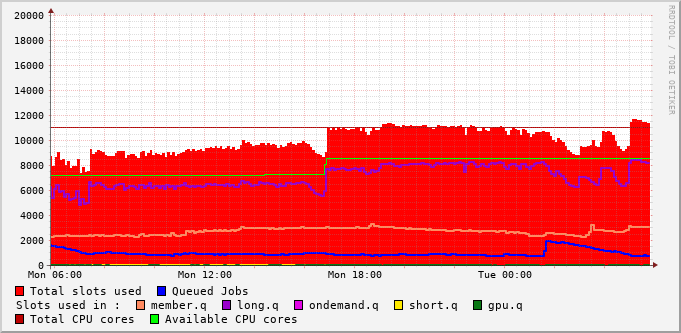 20000
18000
16000
14000
12000
10000
8000
6000
4000
2000
0
Mon 06:00 Mon 12:00 Mon 18:00 Tue 00:00
RRDTOOL / TOBI OETIKER
Total slots used Queued Jobs
Slots used in : member.q long.q ondemand.q short.q gpu.q
Total CPU cores Available CPU cores